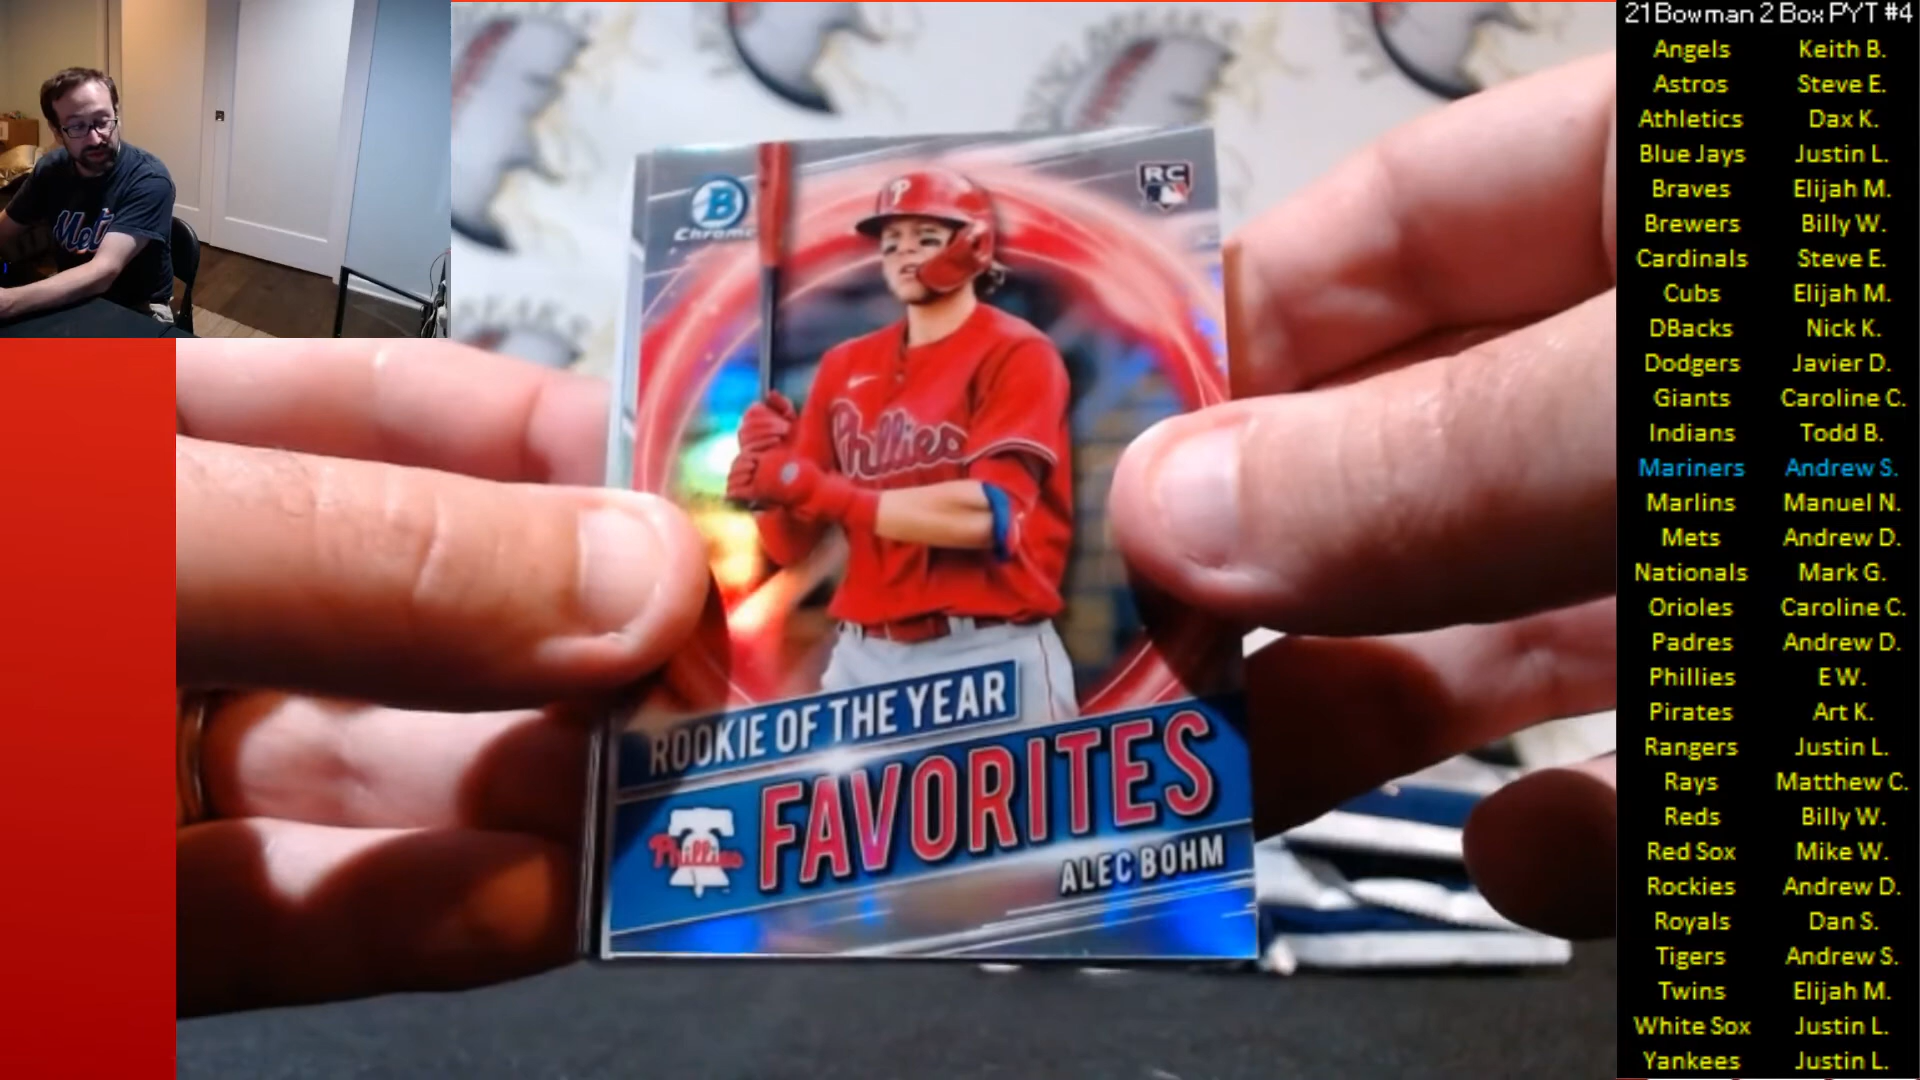 21 Bowman 2 Box PYT #4
Angels Keith B.
Astros Steve E.
Athletics Dax K.
Blue Jays Justin L.
Braves Elijah M.
Brewers Billy W.
Cardinals Steve E.
Cubs Elijah M.
DBacks Nick K.
Dodgers Javier D.
Giants Caroline C.
Indians Todd B.
Mariners Andrew S.
Marlins Manuel N.
Mets Andrew D.
Nationals Mark G.
Orioles Caroline C.
Padres Andrew D.
Phillies E W.
Pirates Art K.
Rangers Justin L.
Rays Matthew C.
Reds Billy W.
Red Sox Mike W.
Rockies Andrew D.
Royals Dan S.
Tigers Andrew S.
Twins Elijah M.
White Sox Justin L.
Yankees Justin L.
Met
B
Chrome
RC
P
Phillies
ROOKIE OF THE YEAR
FAVORITES
Phillies
ALEC BOHM